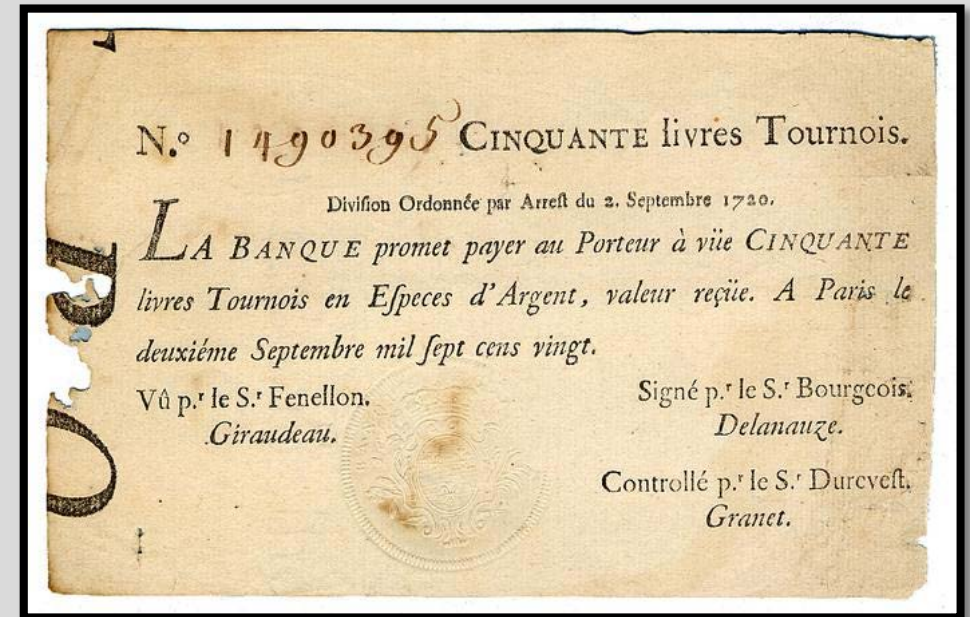 N.º 1490395 CINQUANTE livres Tournois.
Diviſion Ordonnée par Arreſt du 2. Septembre 1720.
LA BANQUE promet payer au Porteur à vüe CINQUANTE
livres Tournois en Eſpeces d'Argent, valeur reçüe. A Paris le
deuxiéme Septembre mil ſept cens vingt.
Vû p.r le S.r Fenellon.
Giraudeau.
Signé p.r le S.r Bourgeois.
Delanauze.
Controllé p.r le S.r Dureveſt.
Granet.